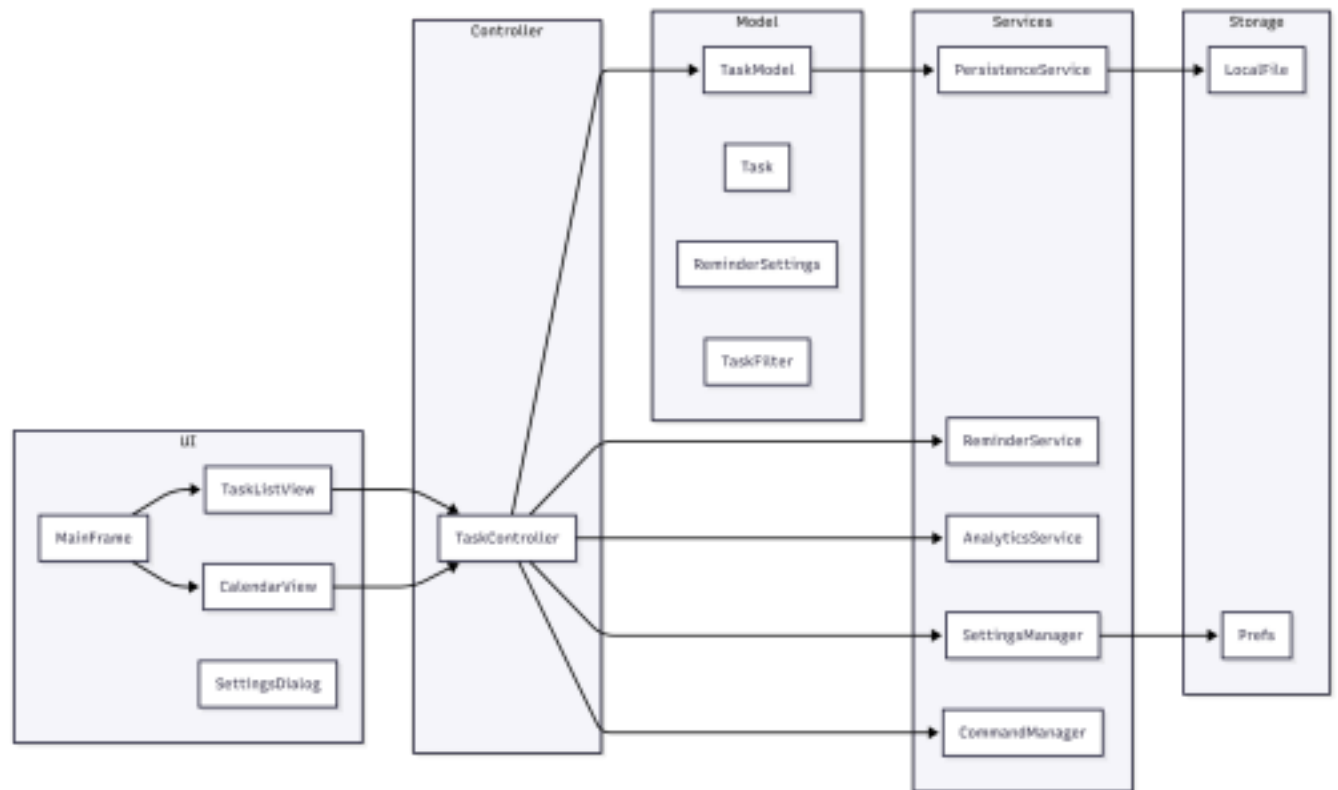 Controller
TaskController
Model
TaskModel
Task
ReminderSettings
TaskFilter
Services
PersistenceService
ReminderService
AnalyticsService
SettingsManager
CommandManager
Storage
LocalFile
Prefs
UI
MainFrame
TaskListView
CalendarView
SettingsDialog